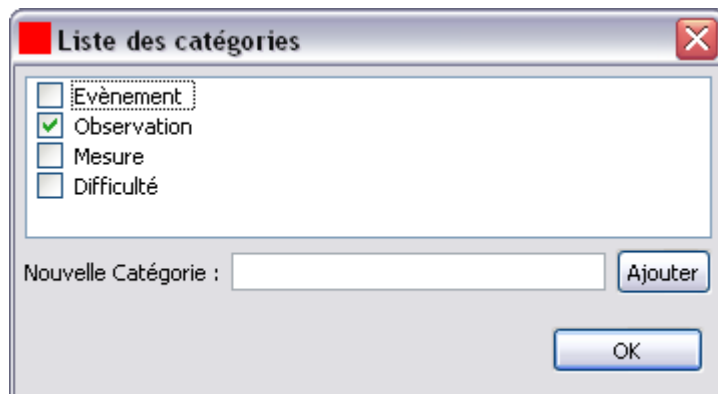 Liste des catégories
Evènement
Observation
Mesure
Difficulté
Nouvelle Catégorie :
Ajouter
OK